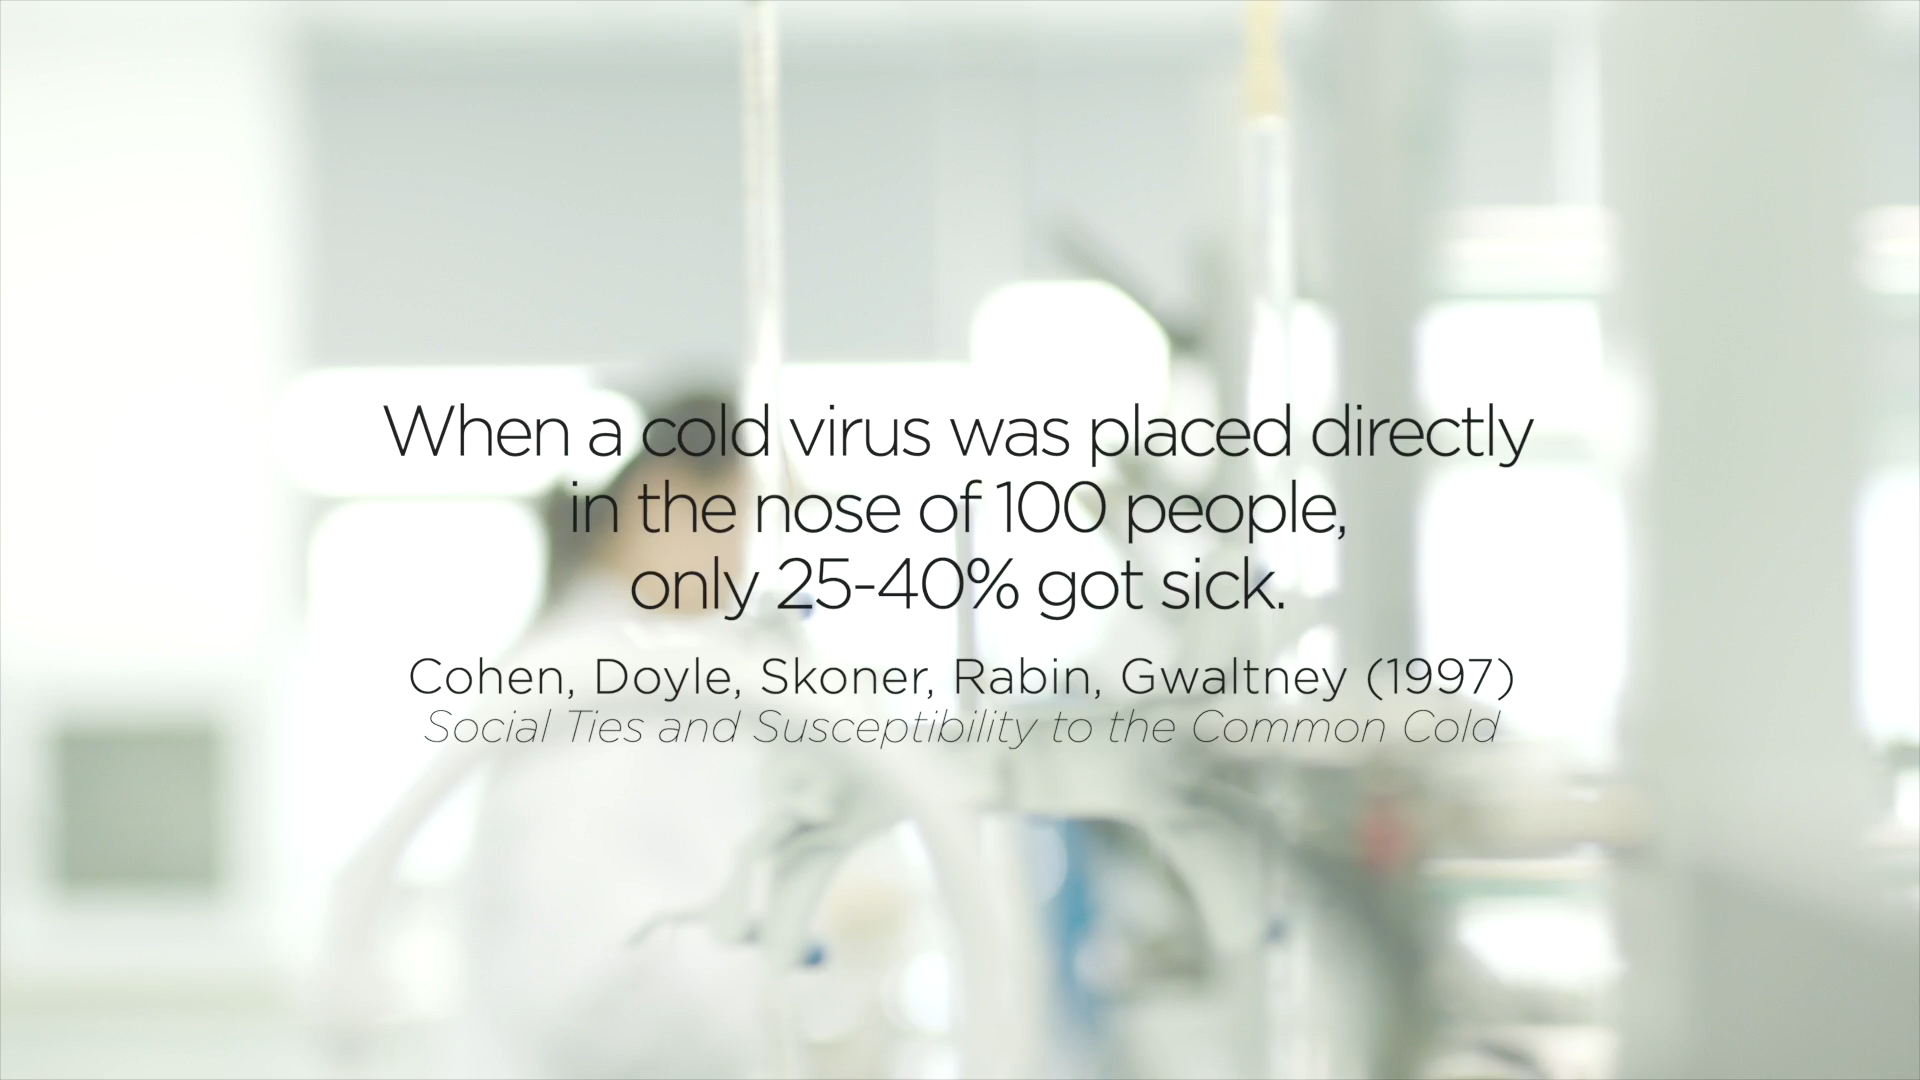 When a cold virus was placed directly
in the nose of 100 people,
only 25-40% got sick.
Cohen, Doyle, Skoner, Rabin, Gwaltney (1997)
Social Ties and Susceptibility to the Common Cold